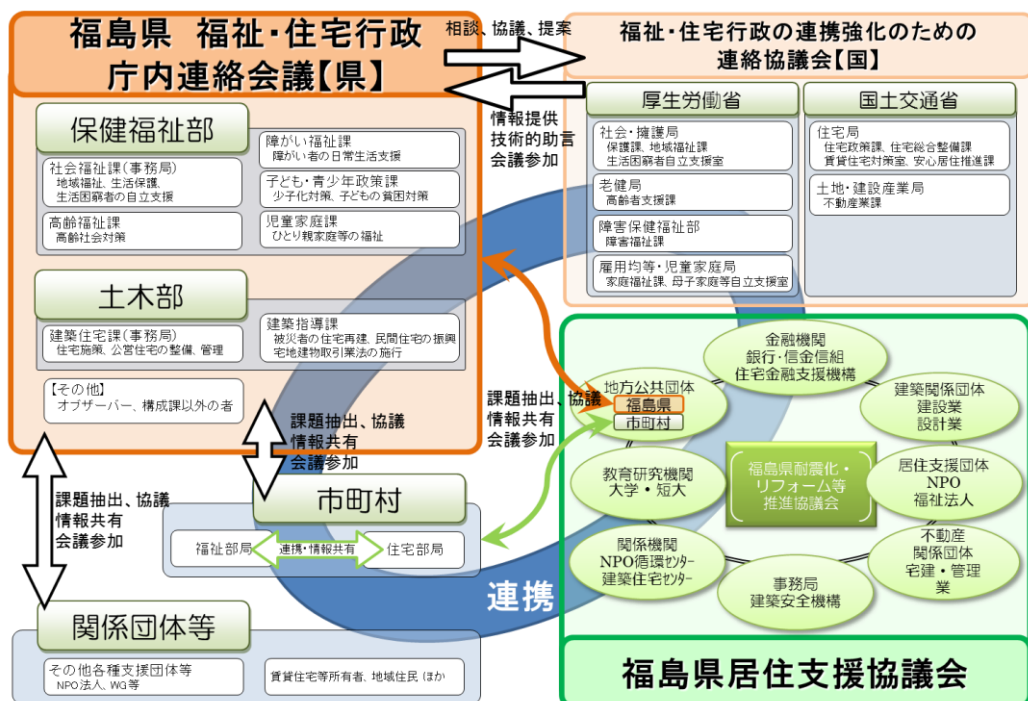 福島県 福祉・住宅行政
庁内連絡会議【県】
保健福祉部
社会福祉課(事務局)
地域福祉、生活保護、
生活困窮者の自立支援
高齢福祉課
高齢社会対策
障がい福祉課
障がい者の日常生活支援
子ども・青少年政策課
少子化対策、子どもの貧困対策
児童家庭課
ひとり親家庭等の福祉
土木部
建築住宅課(事務局)
住宅施策、公営住宅の整備、管理
建築指導課
被災者の住宅再建、民間住宅の振興
宅地建物取引業法の施行
【その他】
オブザーバー、構成課以外の者
相談、協議、提案
情報提供
技術的助言
会議参加
福祉・住宅行政の連携強化のための
連絡協議会【国】
厚生労働省
社会・擁護局
保護課、地域福祉課
生活困窮者自立支援室
老健局
高齢者支援課
障害保健福祉部
障害福祉課
雇用均等・児童家庭局
家庭福祉課、母子家庭等自立支援室
国土交通省
住宅局
住宅政策課、住宅総合整備課
賃貸住宅対策室、安心居住推進課
土地・建設産業局
不動産業課
課題抽出、協議
情報共有
会議参加
課題抽出、協議
情報共有
会議参加
課題抽出、協議
情報共有
会議参加
市町村
福祉部局
連携・情報共有
住宅部局
連携
関係団体等
その他各種支援団体等
NPO法人、WG等
賃貸住宅等所有者、地域住民 ほか
金融機関
銀行・信金信組
住宅金融支援機構
地方公共団体
福島県
市町村
建築関係団体
建設業
設計業
教育研究機関
大学・短大
福島県耐震化・
リフォーム等
推進協議会
居住支援団体
NPO
福祉法人
関係機関
NPO循環センター
建築住宅センター
事務局
建築安全機構
不動産
関係団体
宅建・管理
業
福島県居住支援協議会